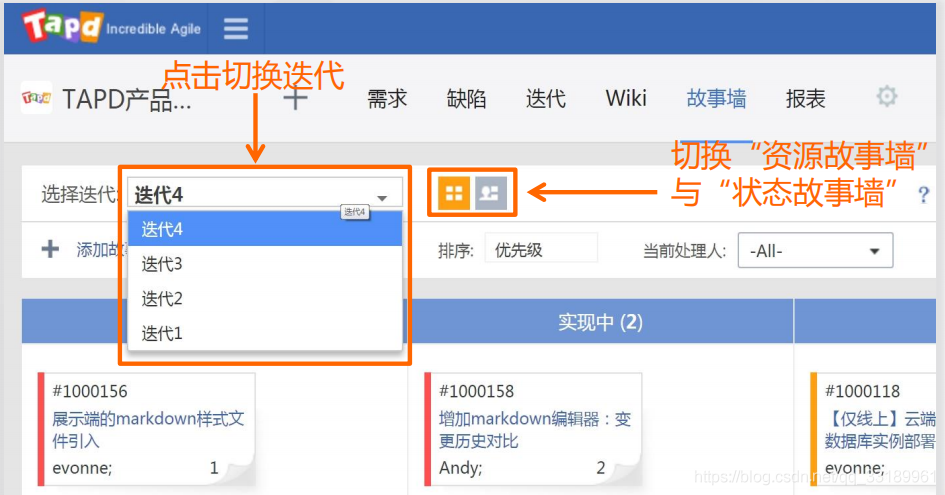 Tapd Incredible Agile
点击切换迭代
Tapd TAPD产品... 需求 缺陷 迭代 Wiki 故事墙 报表
切换“资源故事墙”
与“状态故事墙”
选择迭代: 迭代4
迭代4
?
迭代4
迭代3
迭代2
迭代1
添加故
排序: 优先级 当前处理人: -All-
实现中 (2)
#1000156
展示端的markdown样式文
件引入
evonne; 1
#1000158
增加markdown编辑器：变
更历史对比
Andy; 2
#1000118
【仅线上】云端
数据库实例部署
evonne;
https://blog.csdn.net/qq_33189961